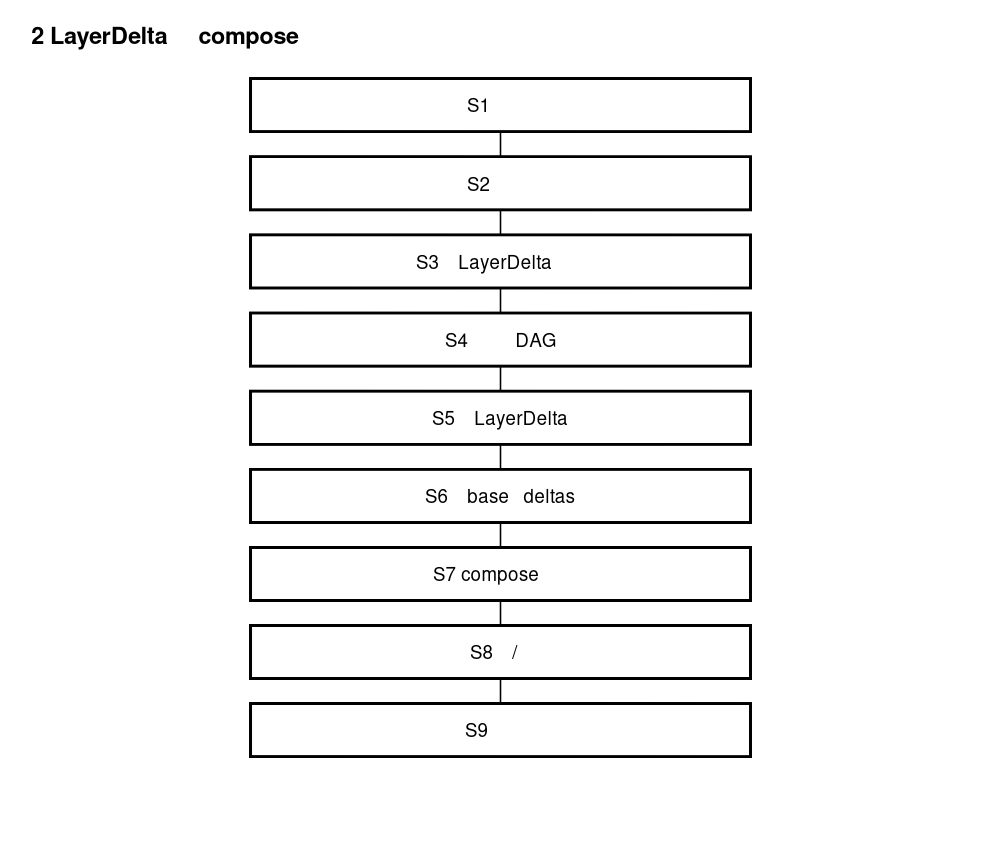 2 LayerDelta compose
S1
S2
S3 LayerDelta
S4 DAG
S5 LayerDelta
S6 base deltas
S7 compose
S8 /
S9